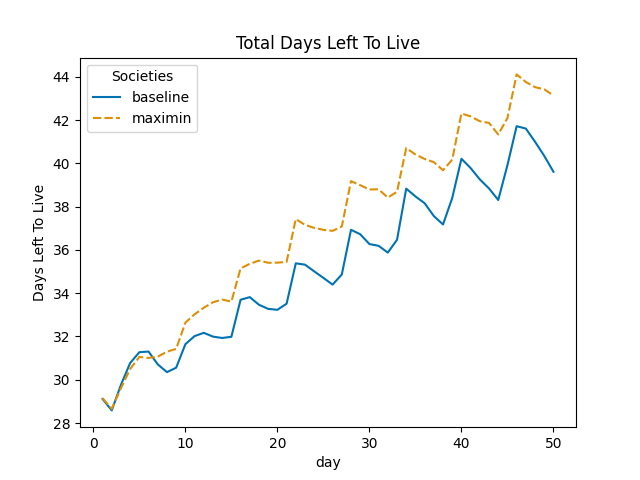 Total Days Left To Live
Societies
baseline
maximin
Days Left To Live
44
42
40
38
36
34
32
30
28
0 10 20 30 40 50
day